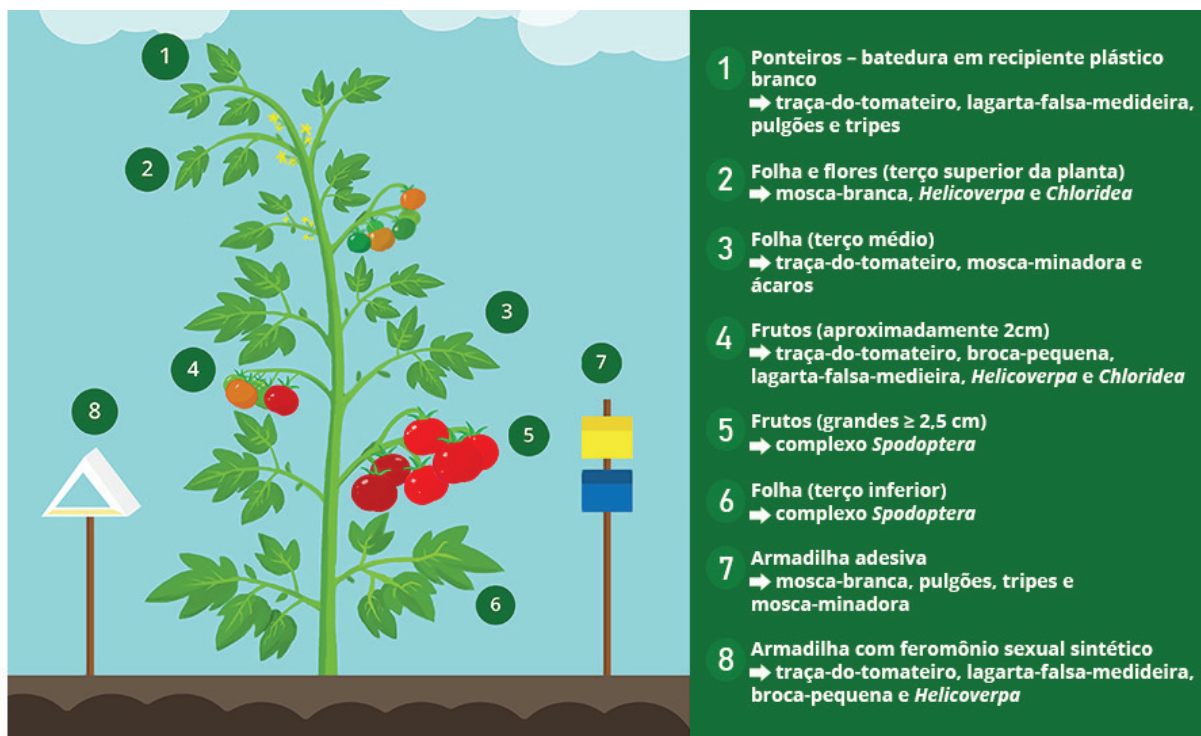 1
2
3
4
5
6
7
8
1 Ponteiros – batedura em recipiente plástico
branco
➡ traça-do-tomateiro, lagarta-falsa-medideira,
pulgões e tripes
2 Folha e flores (terço superior da planta)
➡ mosca-branca, Helicoverpa e Chloridea
3 Folha (terço médio)
➡ traça-do-tomateiro, mosca-minadora e
ácaros
4 Frutos (aproximadamente 2cm)
➡ traça-do-tomateiro, broca-pequena,
lagarta-falsa-medieira, Helicoverpa e Chloridea
5 Frutos (grandes ≥ 2,5 cm)
➡ complexo Spodoptera
6 Folha (terço inferior)
➡ complexo Spodoptera
7 Armadilha adesiva
➡ mosca-branca, pulgões, tripes e
mosca-minadora
8 Armadilha com feromônio sexual sintético
➡ traça-do-tomateiro, lagarta-falsa-medideira,
broca-pequena e Helicoverpa